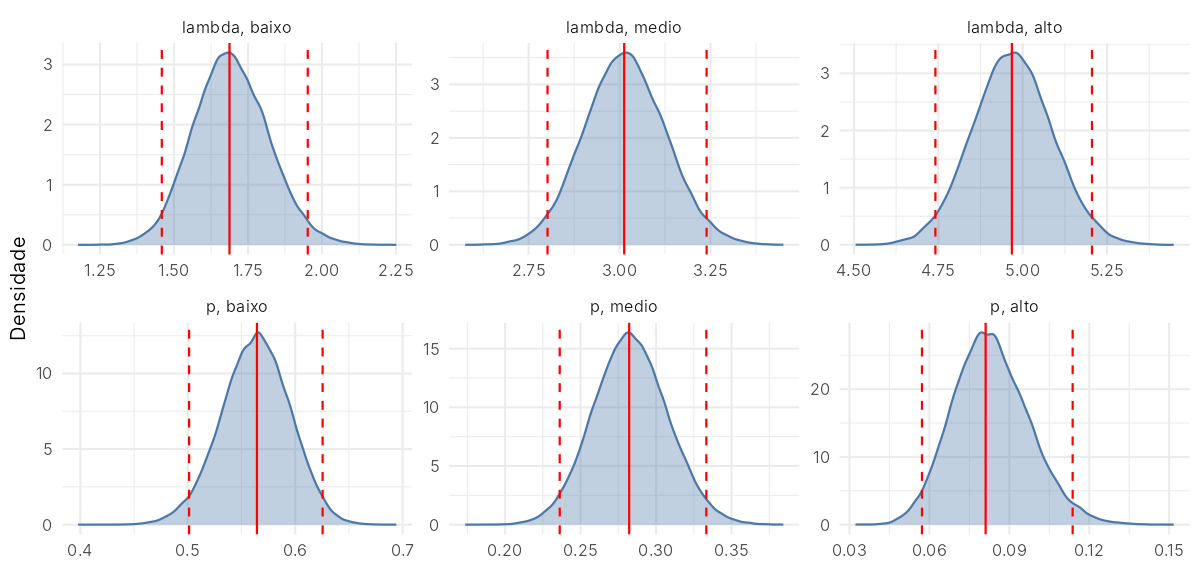 lambda, baixo
lambda, medio
lambda, alto
3
2
1
0
3
2
1
0
3
2
1
0
1.25 1.50 1.75 2.00 2.25
2.75 3.00 3.25
4.50 4.75 5.00 5.25
Densidade
p, baixo
p, medio
p, alto
10
5
0
15
10
5
0
20
10
0
0.4 0.5 0.6 0.7
0.20 0.25 0.30 0.35
0.03 0.06 0.09 0.12 0.15